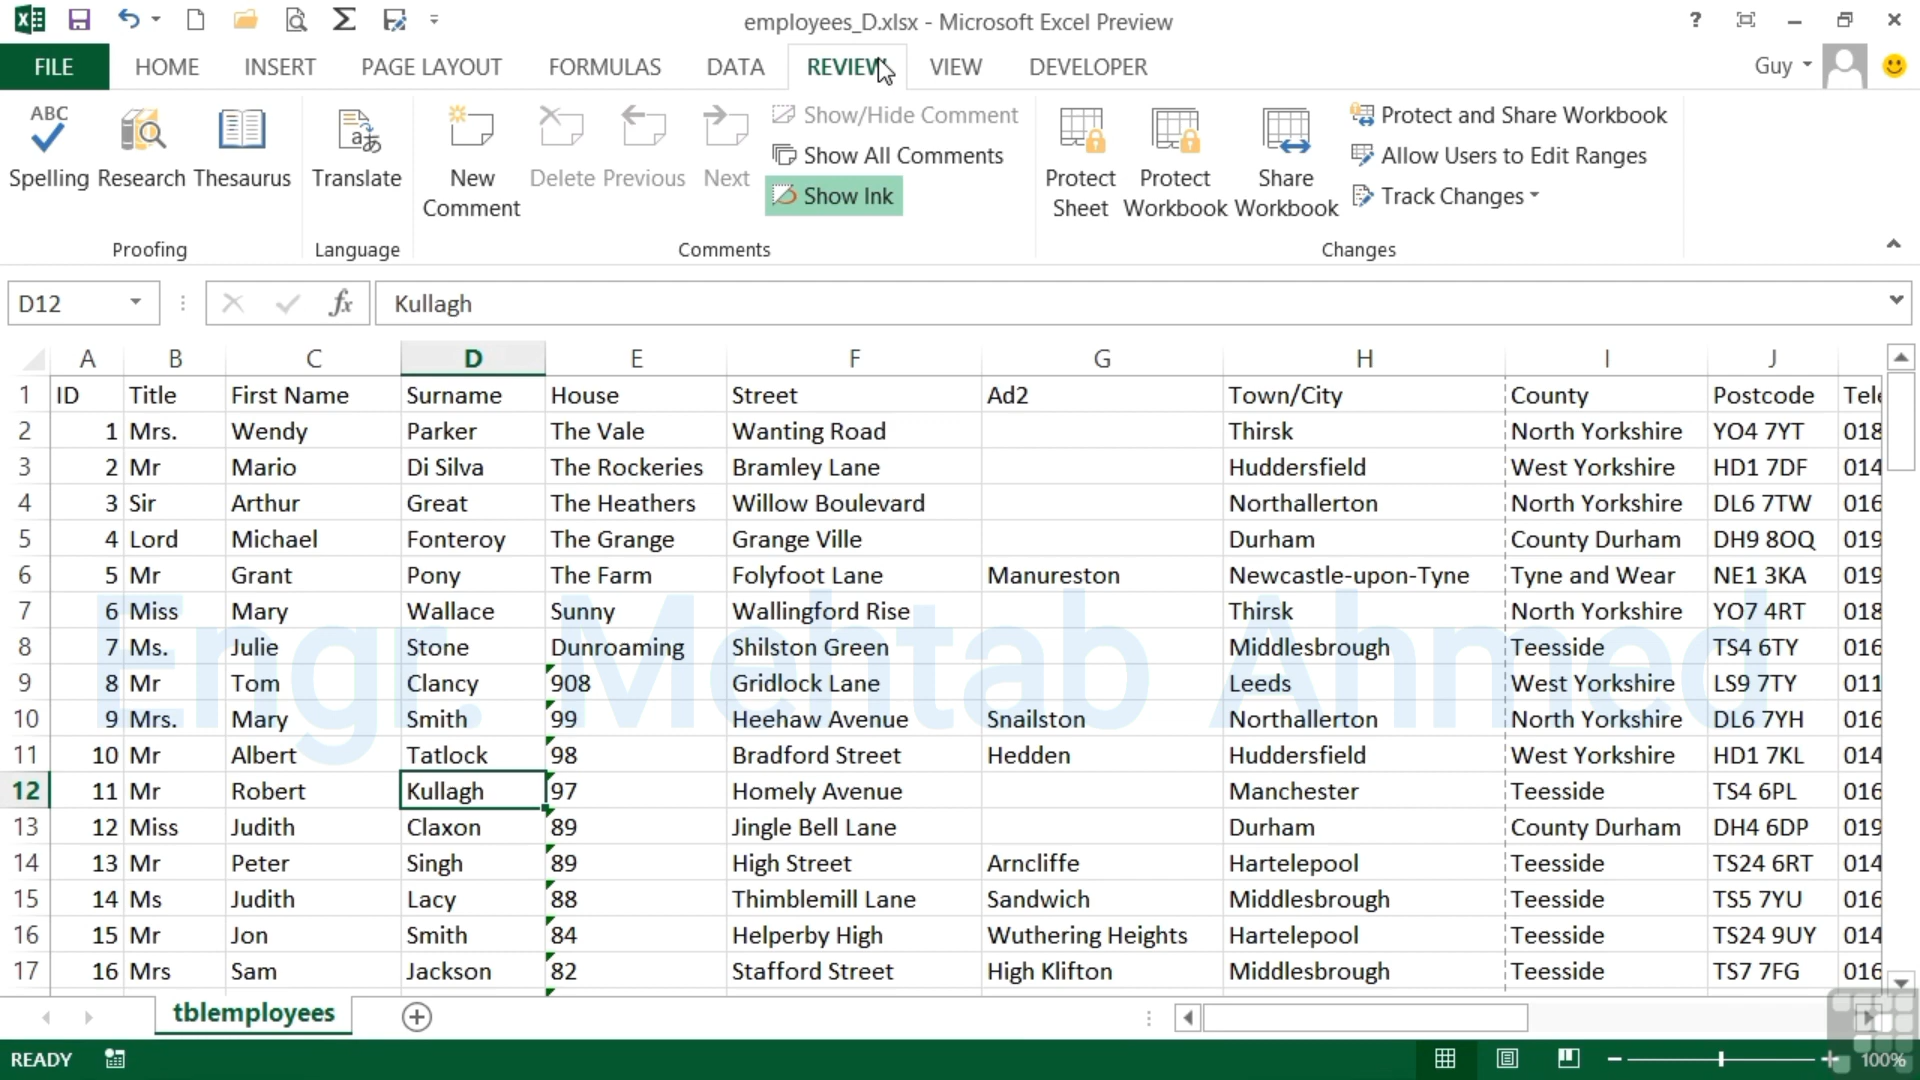 employees_D.xlsx - Microsoft Excel Preview
?
FILE HOME INSERT PAGE LAYOUT FORMULAS DATA REVIEW VIEW DEVELOPER Guy
ABC
Spelling Research Thesaurus Translate New Comment Delete Previous Next
Show/Hide Comment
Show All Comments
Show Ink
Protect Sheet Protect Workbook Share Workbook
Protect and Share Workbook
Allow Users to Edit Ranges
Track Changes
Proofing Language Comments Changes
D12 fx Kullagh
A B C D E F G H I J
1 ID Title First Name Surname House Street Ad2 Town/City County Postcode
2 1 Mrs. Wendy Parker The Vale Wanting Road Thirsk North Yorkshire YO4 7YT 018
3 2 Mr Mario Di Silva The Rockeries Bramley Lane Huddersfield West Yorkshire HD1 7DF 014
4 3 Sir Arthur Great The Heathers Willow Boulevard Northallerton North Yorkshire DL6 7TW 016
5 4 Lord Michael Fonteroy The Grange Grange Ville Durham County Durham DH9 8OQ 019
6 5 Mr Grant Pony The Farm Folyfoot Lane Manureston Newcastle-upon-Tyne Tyne and Wear NE1 3KA 019
7 6 Miss Mary Wallace Sunny Wallingford Rise Thirsk North Yorkshire YO7 4RT 018
8 7 Ms. Julie Stone Dunroaming Shilston Green Middlesbrough Teesside TS4 6TY 016
9 8 Mr Tom Clancy 908 Gridlock Lane Leeds West Yorkshire LS9 7TY 011
10 9 Mrs. Mary Smith 99 Heehaw Avenue Snailston Northallerton North Yorkshire DL6 7YH 016
11 10 Mr Albert Tatlock 98 Bradford Street Hedden Huddersfield West Yorkshire HD1 7KL 014
12 11 Mr Robert Kullagh 97 Homely Avenue Manchester Teesside TS4 6PL 016
13 12 Miss Judith Claxon 89 Jingle Bell Lane Durham County Durham DH4 6DP 019
14 13 Mr Peter Singh 89 High Street Arncliffe Hartelepool Teesside TS24 6RT 014
15 14 Ms Judith Lacy 88 Thimblemill Lane Sandwich Middlesbrough Teesside TS5 7YU 016
16 15 Mr Jon Smith 84 Helperby High Wuthering Heights Hartelepool Teesside TS24 9UY 014
17 16 Mrs Sam Jackson 82 Stafford Street High Klifton Middlesbrough Teesside TS7 7FG 016
Engr. Mehtab Ahmed
tblemployees
READY 100%